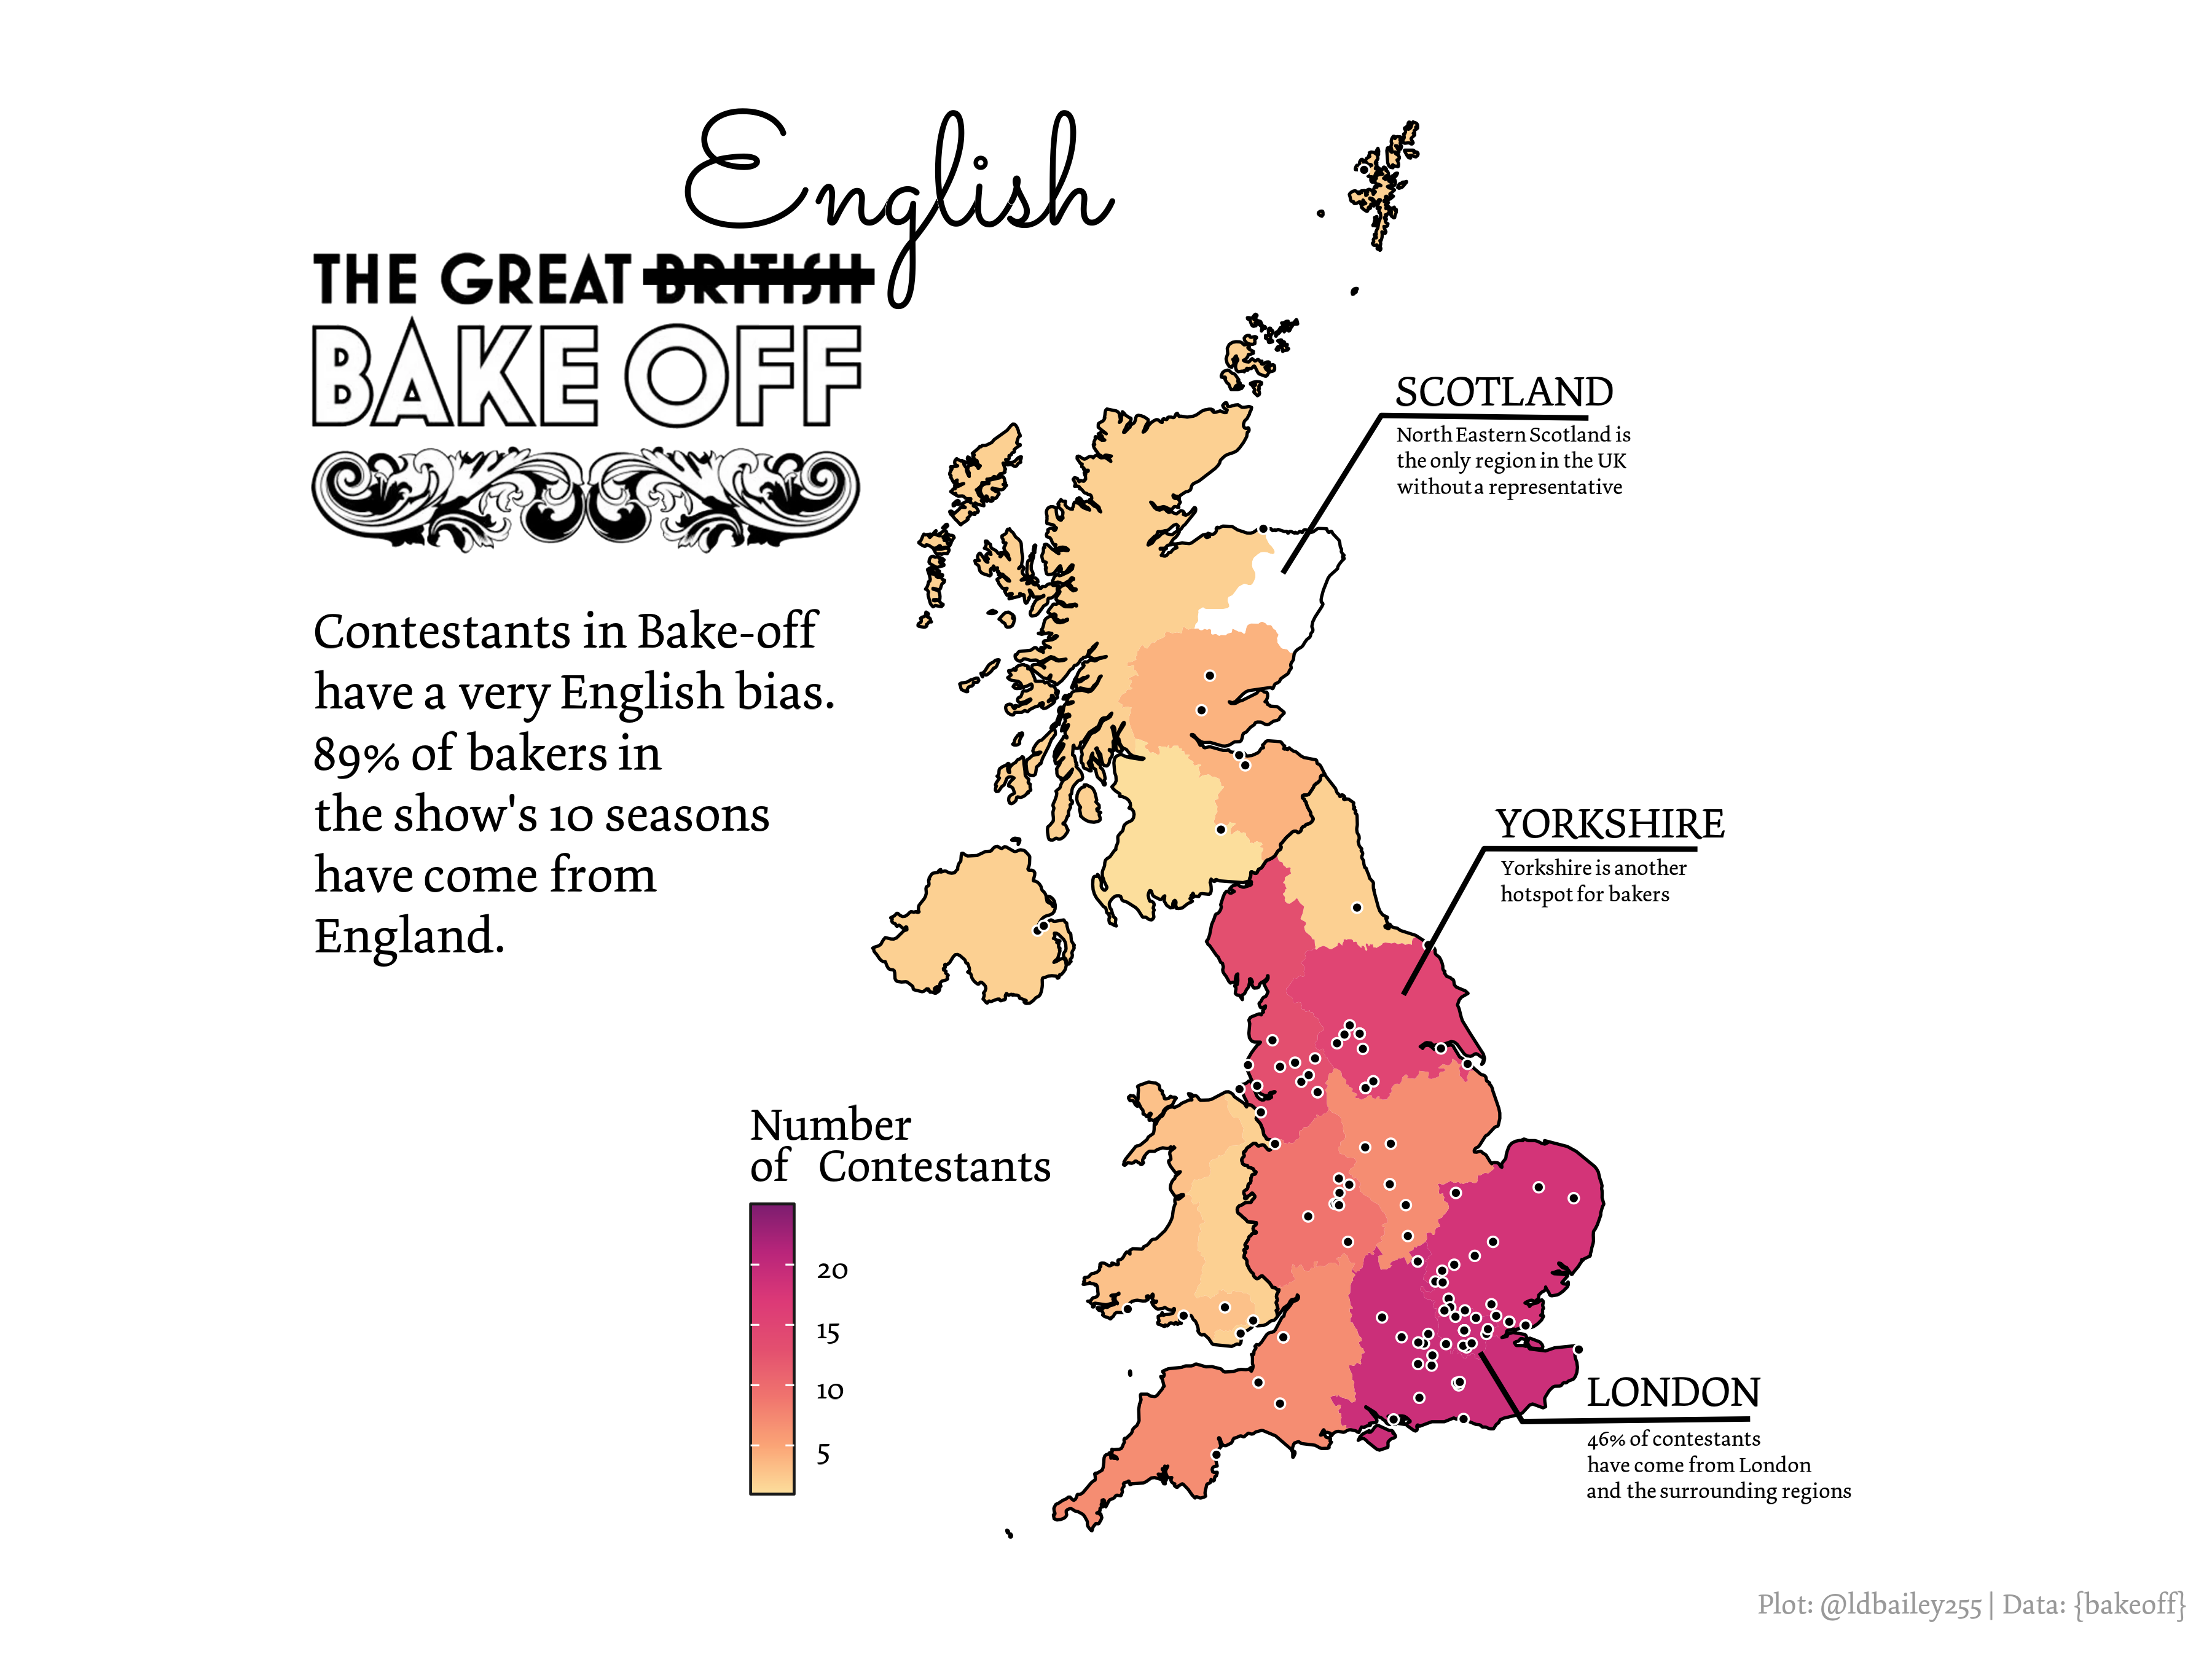 English
THE GREAT BRITISH
BAKE OFF
Contestants in Bake-off
have a very English bias.
89% of bakers in
the show's 10 seasons
have come from
England.
SCOTLAND
North Eastern Scotland is
the only region in the UK
without a representative
YORKSHIRE
Yorkshire is another
hotspot for bakers
Number
of Contestants
20
15
10
5
LONDON
46% of contestants
have come from London
and the surrounding regions
Plot: @ldbailey255 | Data: {bakeoff}